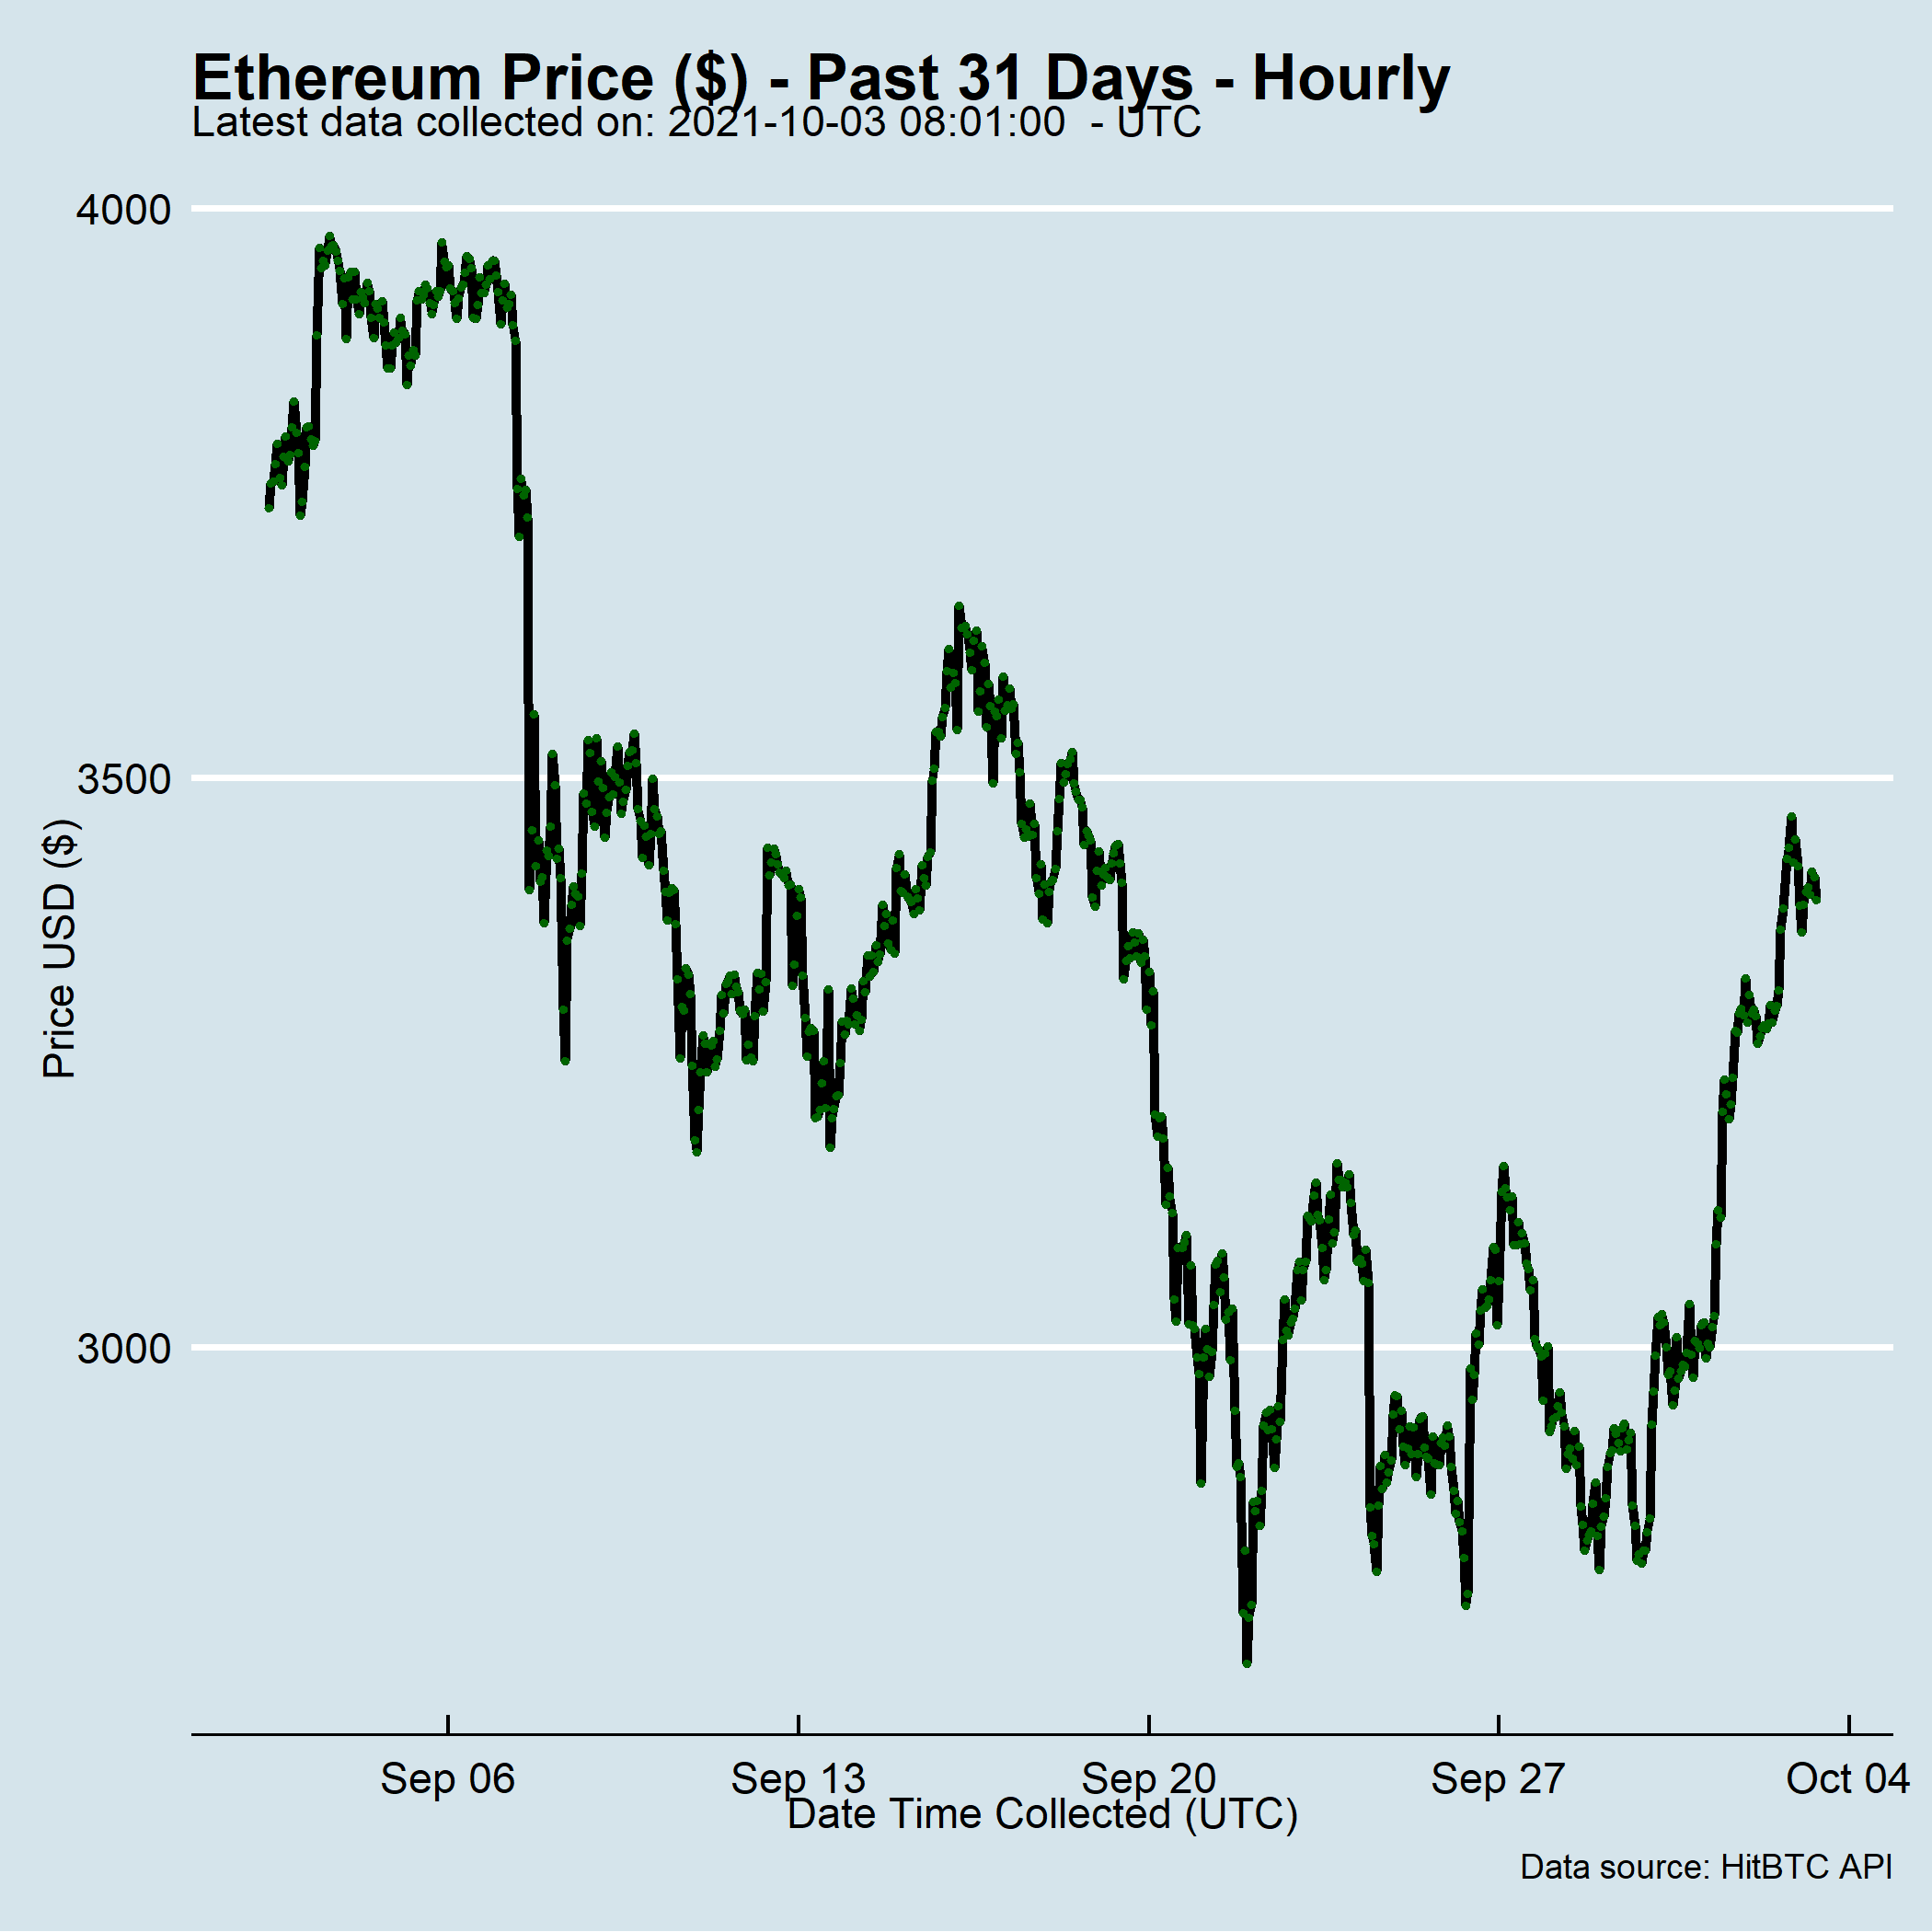 Ethereum Price ($) - Past 31 Days - Hourly
Latest data collected on: 2021-10-03 08:01:00  - UTC
4000
3500
3000
Price USD ($)
Sep 06
Sep 13
Sep 20
Sep 27
Oct 04
Date Time Collected (UTC)
Data source: HitBTC API